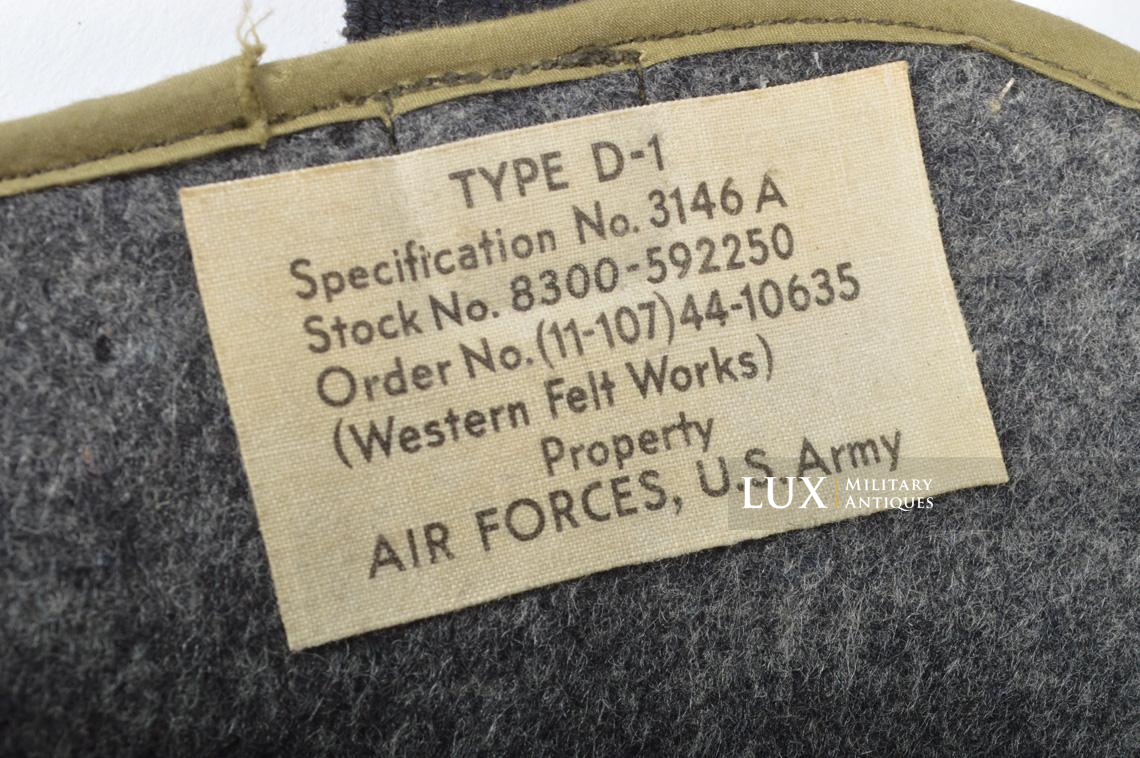 TYPE D-1
Specification No. 3146 A
Stock No. 8300-592250
Order No. (11-107)44-10635
(Western Felt Works)
Property
AIR FORCES, U.S Army
LUX MILITARY ANTIQUES